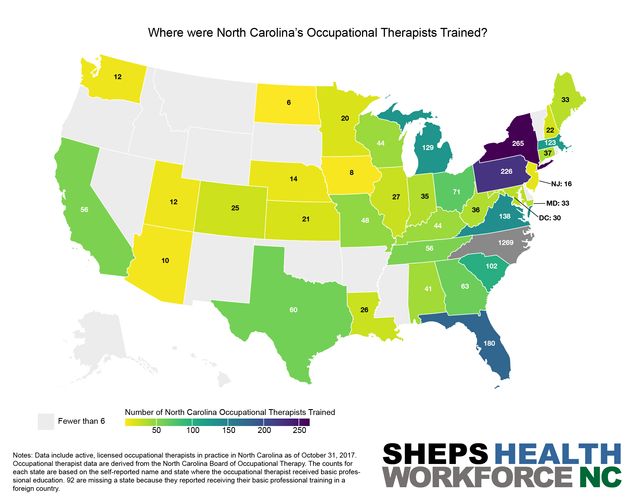 Where were North Carolina's Occupational Therapists Trained?
12
6
20
33
44
129
265
22
123
37
8
226
NJ: 16
14
71
12
25
27
35
MD: 33
56
36
DC: 30
21
48
44
138
56
1269
10
102
60
41
63
26
180
Fewer than 6
Number of North Carolina Occupational Therapists Trained
50 100 150 200 250
Notes: Data include active, licensed occupational therapists in practice in North Carolina as of October 31, 2017.
Occupational therapist data are derived from the North Carolina Board of Occupational Therapy. The counts for
each state are based on the self-reported name and state where the occupational therapist received basic profes-
sional education. 92 are missing a state because they reported receiving their basic professional training in a
foreign country.
SHEPS HEALTH
WORKFORCE NC